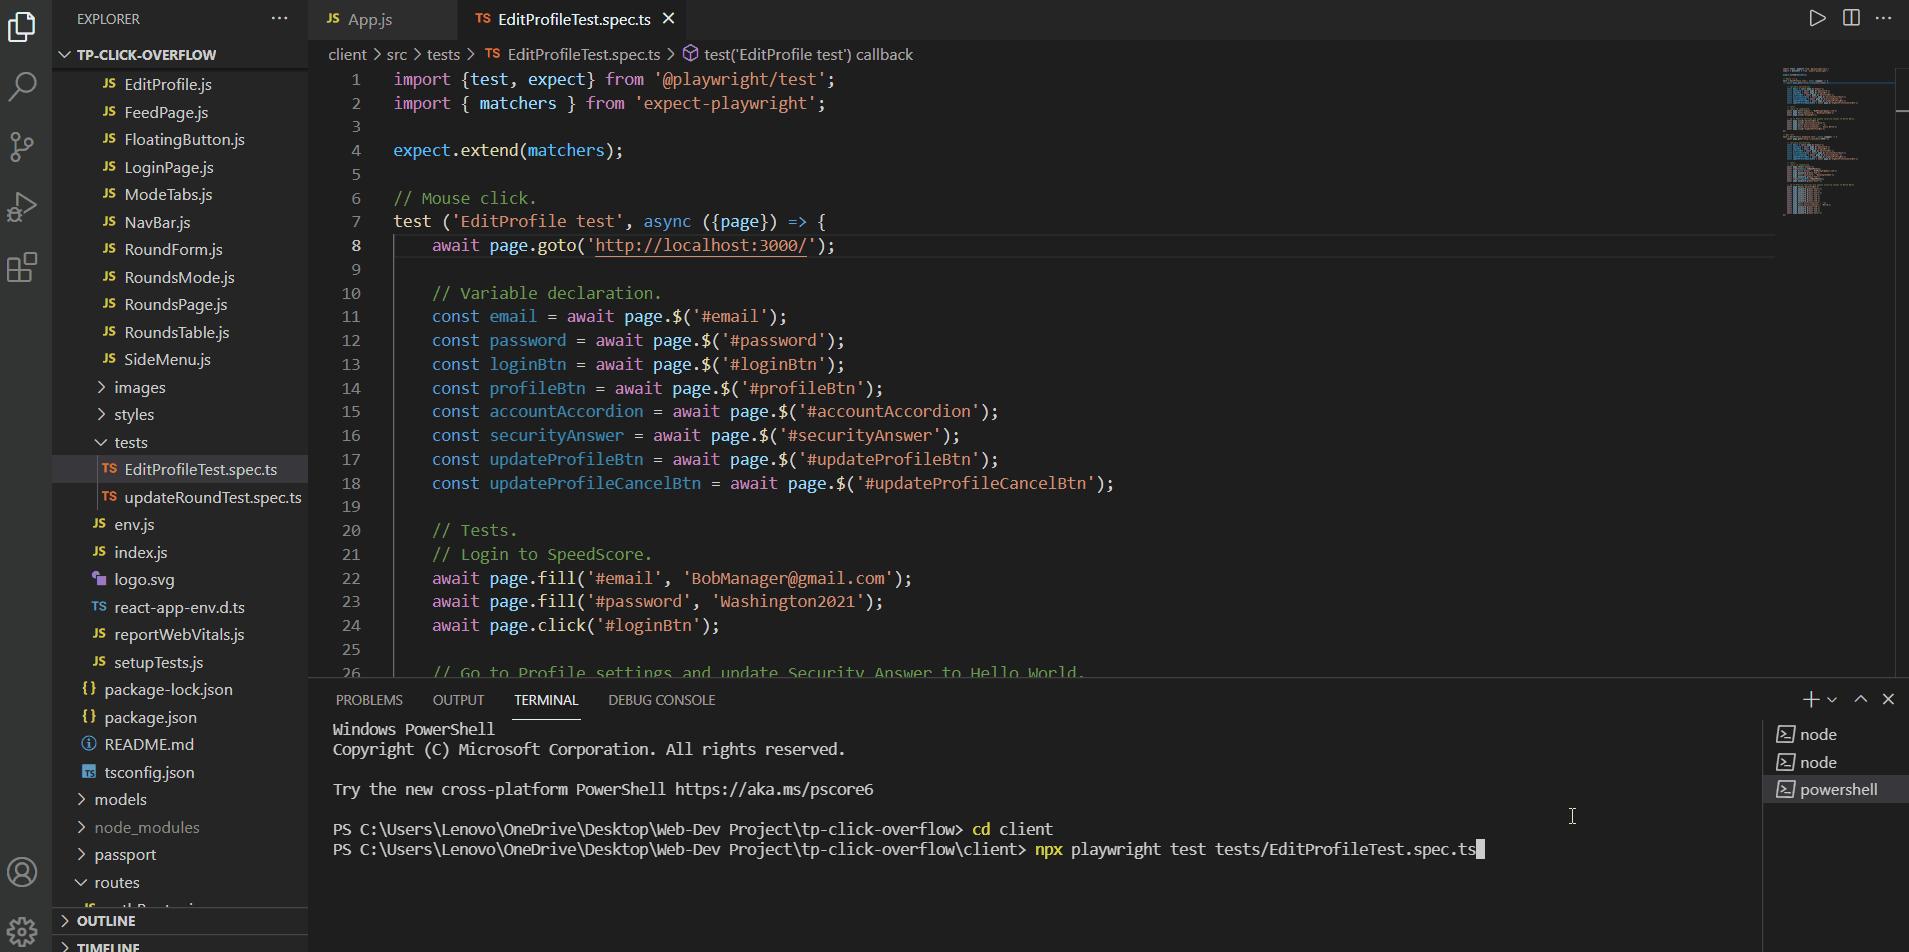 EXPLORER
TP-CLICK-OVERFLOW
JS EditProfile.js
JS FeedPage.js
JS FloatingButton.js
JS LoginPage.js
JS ModeTabs.js
JS NavBar.js
JS RoundForm.js
JS RoundsMode.js
JS RoundsPage.js
JS RoundsTable.js
JS SideMenu.js
images
styles
tests
TS EditProfileTest.spec.ts
TS updateRoundTest.spec.ts
JS env.js
JS index.js
logo.svg
TS react-app-env.d.ts
JS reportWebVitals.js
JS setupTests.js
{} package-lock.json
{} package.json
README.md
TS tsconfig.json
models
node_modules
passport
routes
OUTLINE
TIMELINE
JS App.js
TS EditProfileTest.spec.ts
client > src > tests > TS EditProfileTest.spec.ts > test('EditProfile test') callback
1 import {test, expect} from '@playwright/test';
2 import { matchers } from 'expect-playwright';
3
4 expect.extend(matchers);
5
6 // Mouse click.
7 test ('EditProfile test', async ({page}) => {
8 await page.goto('http://localhost:3000/');
9
10 // Variable declaration.
11 const email = await page.$('#email');
12 const password = await page.$('#password');
13 const loginBtn = await page.$('#loginBtn');
14 const profileBtn = await page.$('#profileBtn');
15 const accountAccordion = await page.$('#accountAccordion');
16 const securityAnswer = await page.$('#securityAnswer');
17 const updateProfileBtn = await page.$('#updateProfileBtn');
18 const updateProfileCancelBtn = await page.$('#updateProfileCancelBtn');
19
20 // Tests.
21 // Login to SpeedScore.
22 await page.fill('#email', 'BobManager@gmail.com');
23 await page.fill('#password', 'Washington2021');
24 await page.click('#loginBtn');
25
26 // Go to Profile settings and update Security Answer to Hello World.
PROBLEMS OUTPUT TERMINAL DEBUG CONSOLE
Windows PowerShell
Copyright (C) Microsoft Corporation. All rights reserved.
Try the new cross-platform PowerShell https://aka.ms/pscore6
PS C:\Users\Lenovo\OneDrive\Desktop\Web-Dev Project\tp-click-overflow> cd client
PS C:\Users\Lenovo\OneDrive\Desktop\Web-Dev Project\tp-click-overflow\client> npx playwright test tests/EditProfileTest.spec.ts
node
node
powershell